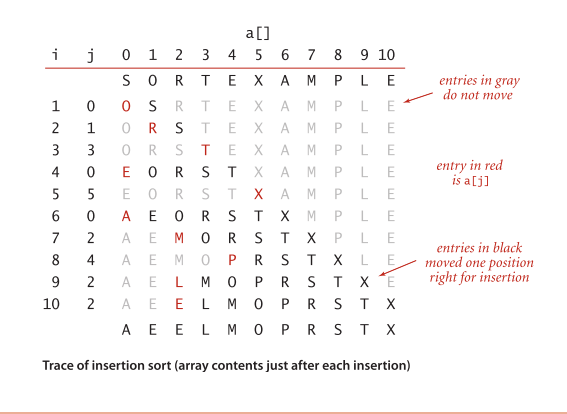 a[]
i j 0 1 2 3 4 5 6 7 8 9 10
S O R T E X A M P L E
1 0 O S R T E X A M P L E
2 1 O R S T E X A M P L E
3 3 O R S T E X A M P L E
4 0 E O R S T X A M P L E
5 5 E O R S T X A M P L E
6 0 A E O R S T X M P L E
7 2 A E M O R S T X P L E
8 4 A E M O P R S T X L E
9 2 A E L M O P R S T X E
10 2 A E E L M O P R S T X
A E E L M O P R S T X
entries in gray
do not move
entry in red
is a[j]
entries in black
moved one position
right for insertion
Trace of insertion sort (array contents just after each insertion)